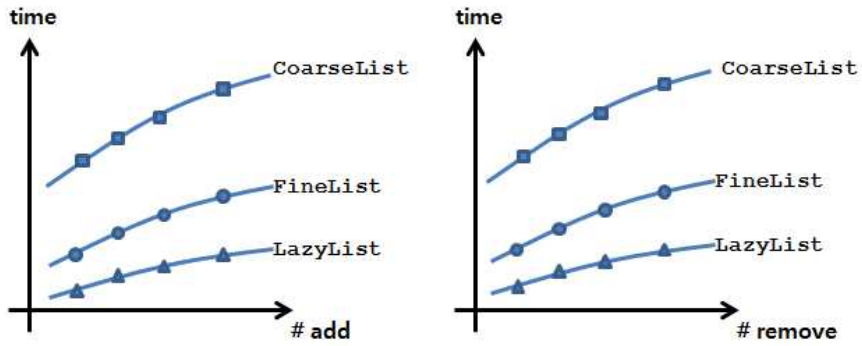 time
CoarseList
FineList
LazyList
# add
time
CoarseList
FineList
LazyList
# remove